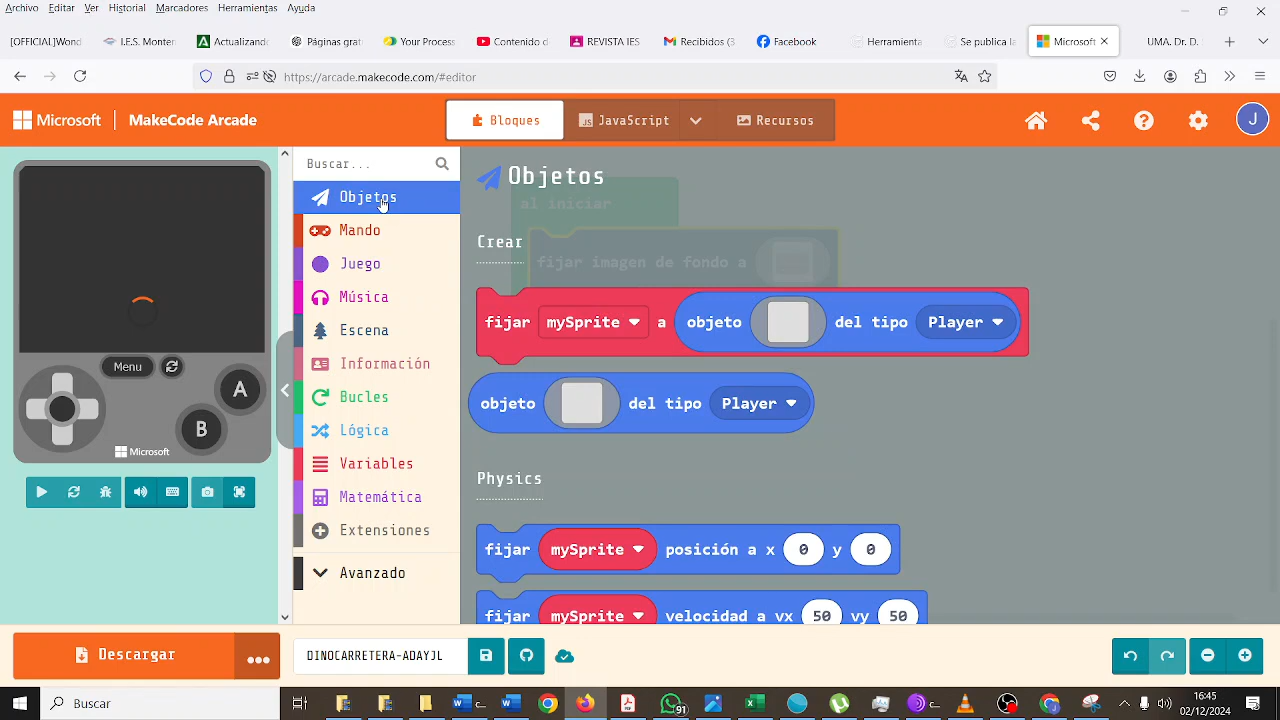 Archivo Editar Ver Historial Marcadores Herramientas Ayuda
[OFFICIAL]Wond I.E.S. Monter Actualizando Página Persona Your Process Contenido d REVISTA IES Recibidos (3 Facebook Herramienta Se publica la Microsoft UMA. D
https://arcade.makecode.com/#editor
Microsoft MakeCode Arcade Bloques JavaScript Recursos J
Buscar...
Objetos
Mando
Juego
Música
Escena
Información
Bucles
Lógica
Variables
Matemática
Extensiones
Avanzado
Objetos
al iniciar
Crear
fijar imagen de fondo a
fijar mySprite a objeto del tipo Player
objeto del tipo Player
Physics
fijar mySprite posición a x 0 y 0
fijar mySprite velocidad a vx 50 vy 50
Menu
A
B
Microsoft
Descargar
DINOCARRETERA-ADAYJL
Buscar
91
16:45
02/12/2024